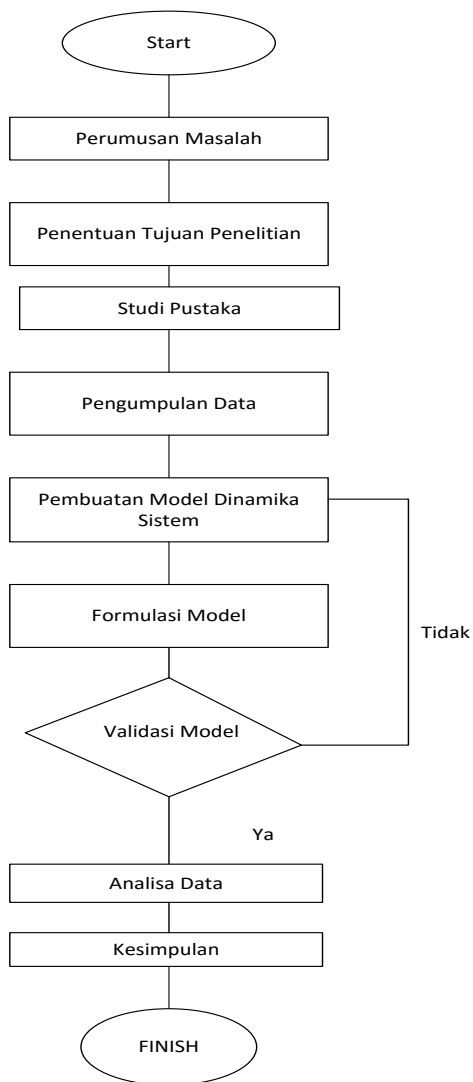 Start
Perumusan Masalah
Penentuan Tujuan Penelitian
Studi Pustaka
Pengumpulan Data
Pembuatan Model Dinamika
Sistem
Formulasi Model
Tidak
Validasi Model
Ya
Analisa Data
Kesimpulan
FINISH